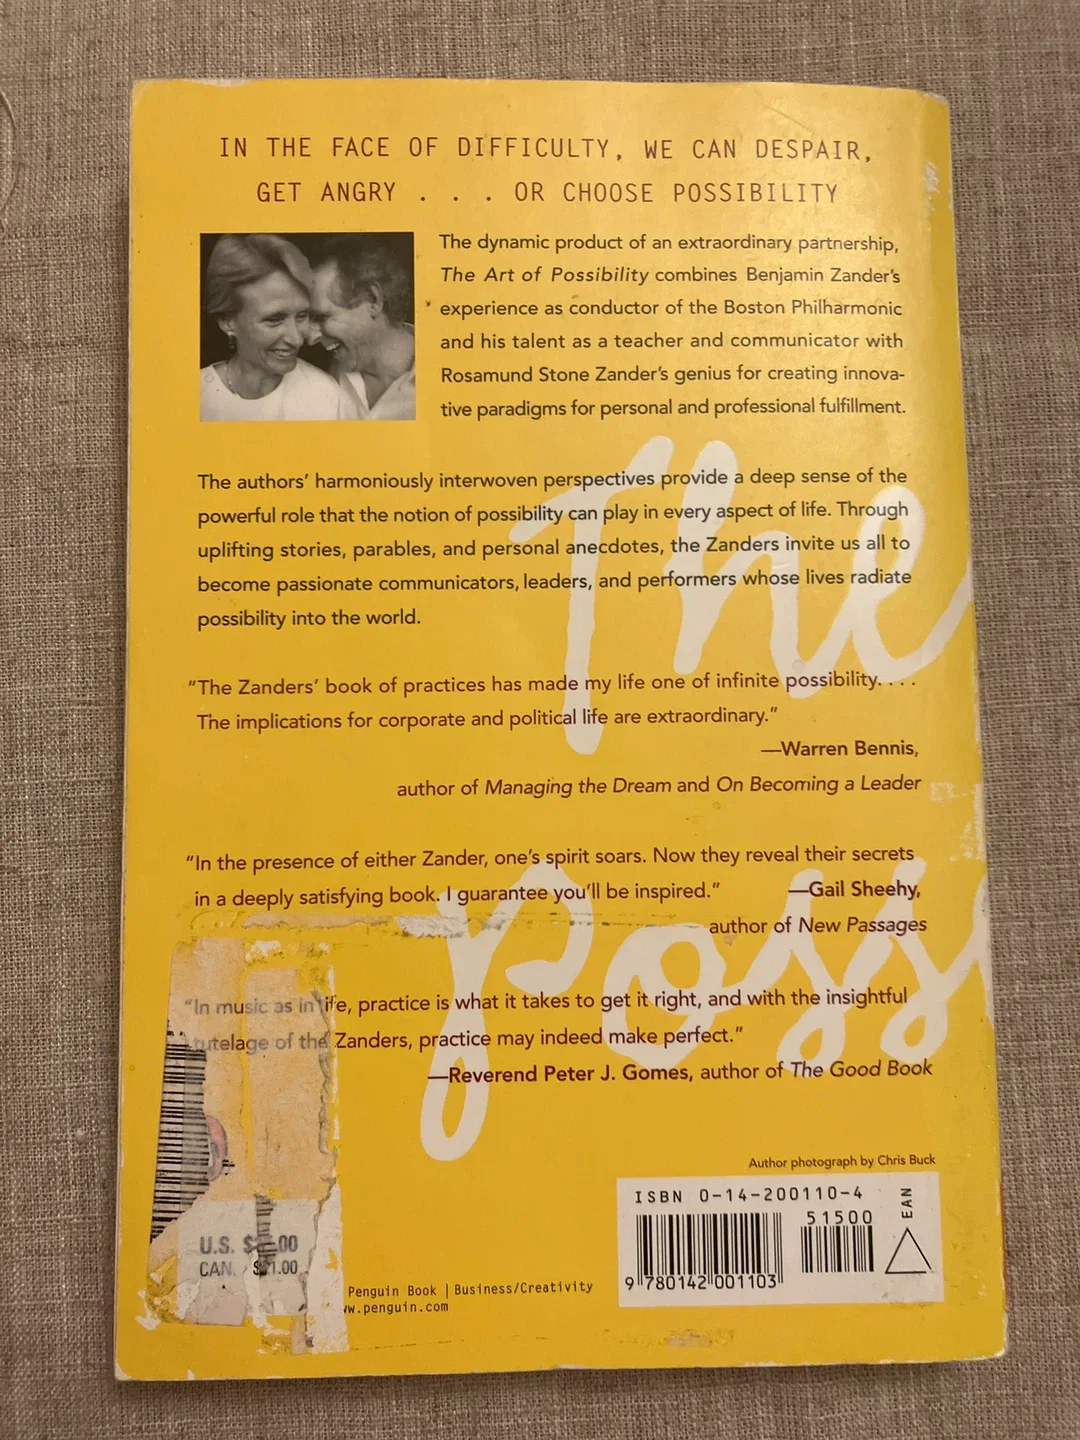 IN THE FACE OF DIFFICULTY, WE CAN DESPAIR,
GET ANGRY . . . OR CHOOSE POSSIBILITY
The dynamic product of an extraordinary partnership,
The Art of Possibility combines Benjamin Zander's
experience as conductor of the Boston Philharmonic
and his talent as a teacher and communicator with
Rosamund Stone Zander's genius for creating innova-
tive paradigms for personal and professional fulfillment.
The authors' harmoniously interwoven perspectives provide a deep sense of the
powerful role that the notion of possibility can play in every aspect of life. Through
uplifting stories, parables, and personal anecdotes, the Zanders invite us all to
become passionate communicators, leaders, and performers whose lives radiate
possibility into the world.
The
"The Zanders' book of practices has made my life one of infinite possibility. . . .
The implications for corporate and political life are extraordinary."
—Warren Bennis,
author of Managing the Dream and On Becoming a Leader
"In the presence of either Zander, one's spirit soars. Now they reveal their secrets
in a deeply satisfying book. I guarantee you'll be inspired." —Gail Sheehy,
author of New Passages
Poss
"In music as in life, practice is what it takes to get it right, and with the insightful
tutelage of the Zanders, practice may indeed make perfect."
—Reverend Peter J. Gomes, author of The Good Book
Author photograph by Chris Buck
ISBN 0-14-200110-4
51500
EAN
9 780142 001103
U.S. $ .00
CAN. $ 1.00
Penguin Book | Business/Creativity
w.penguin.com